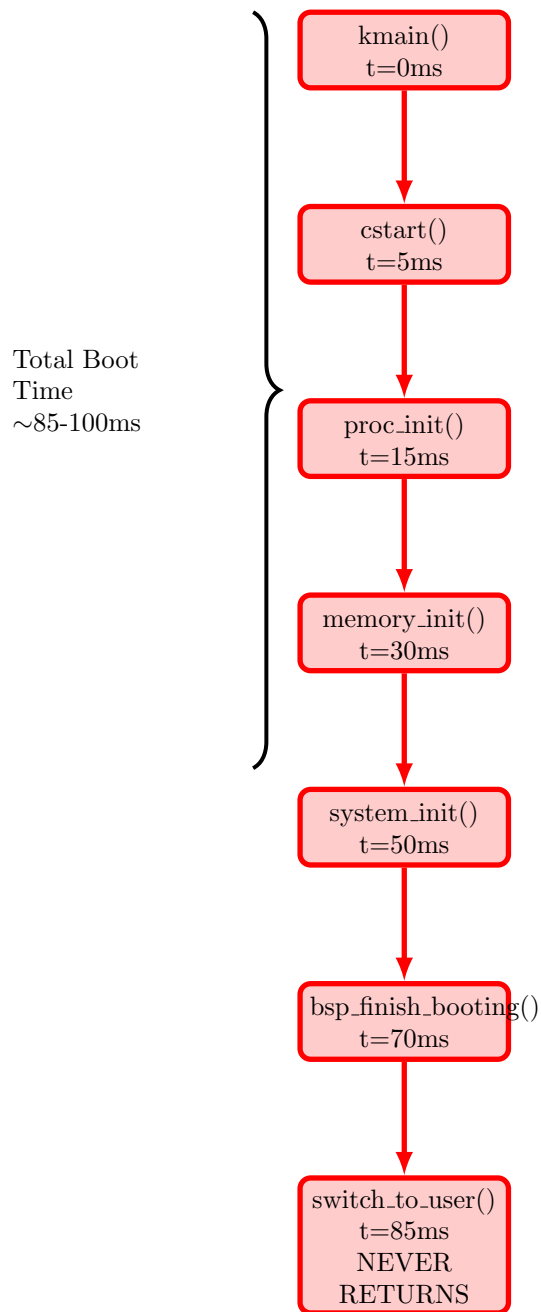 kmain()
t=0ms
cstart()
t=5ms
Total Boot
Time
∼85-100ms
proc_init()
t=15ms
memory_init()
t=30ms
system_init()
t=50ms
bsp_finish_booting()
t=70ms
switch_to_user()
t=85ms
NEVER
RETURNS